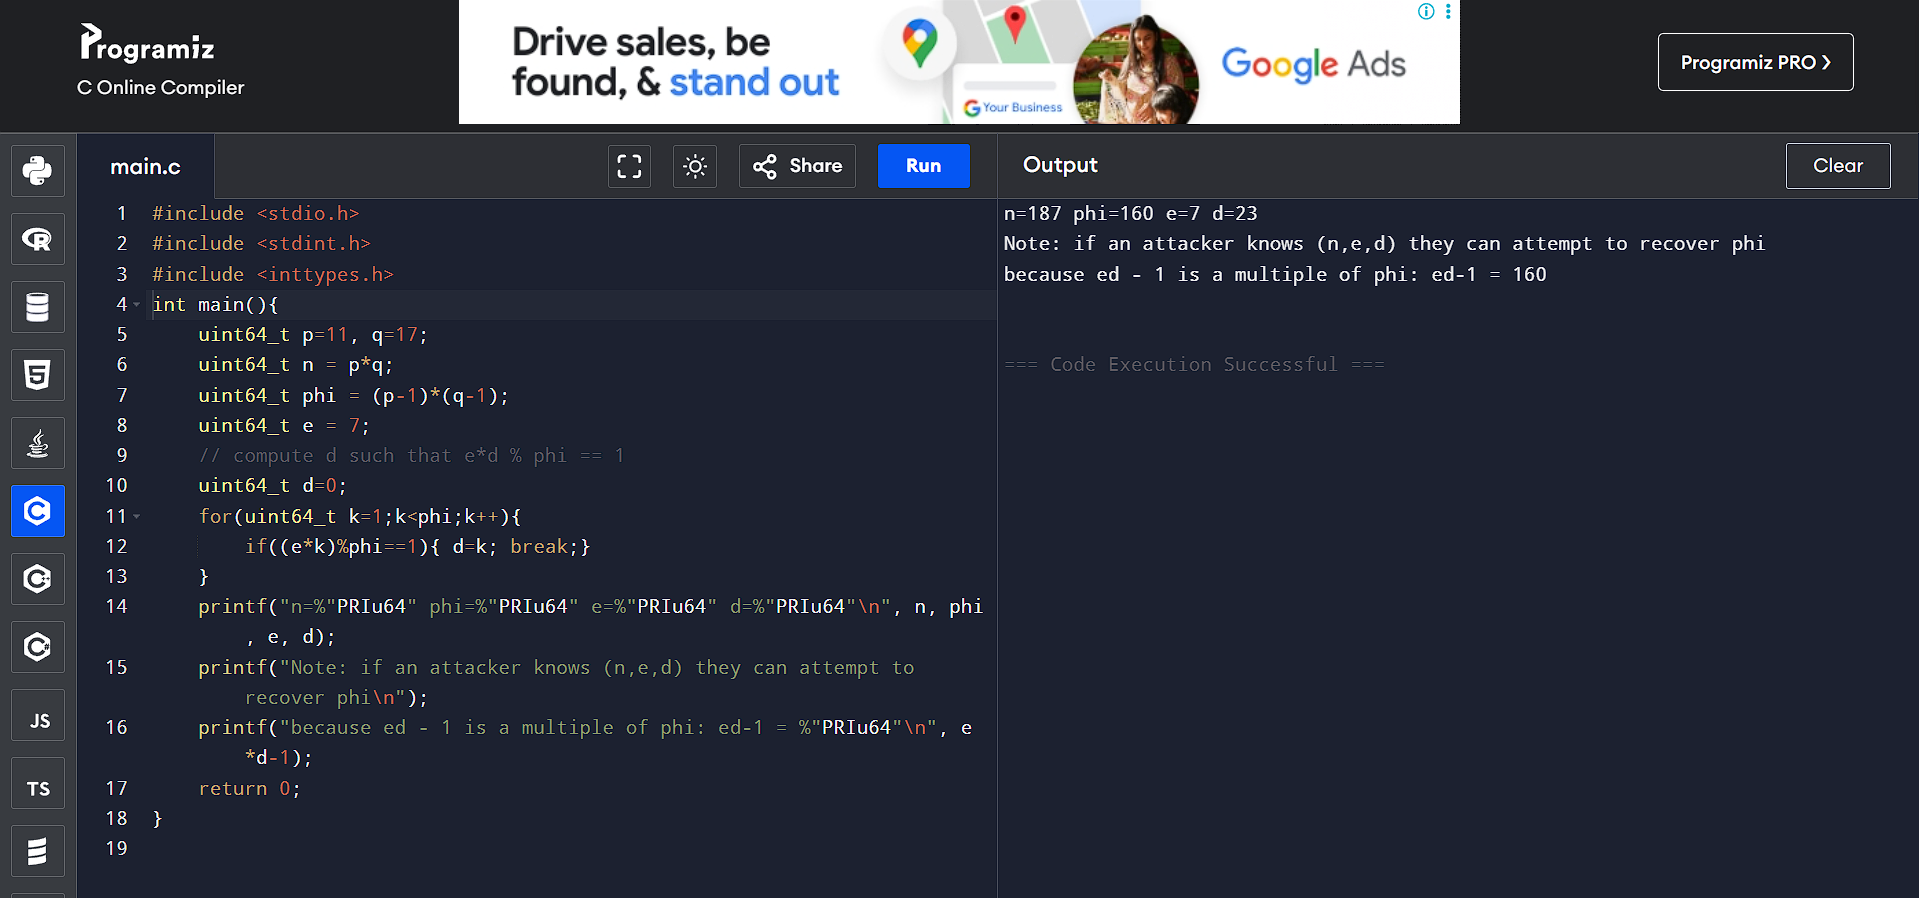 Programiz
C Online Compiler
Drive sales, be
found, & stand out
Your Business
Google Ads
Programiz PRO ❯
main.c
Share
Run
Output
Clear
1 #include <stdio.h>
2 #include <stdint.h>
3 #include <inttypes.h>
4 int main(){
5     uint64_t p=11, q=17;
6     uint64_t n = p*q;
7     uint64_t phi = (p-1)*(q-1);
8     uint64_t e = 7;
9     // compute d such that e*d % phi == 1
10     uint64_t d=0;
11     for(uint64_t k=1;k<phi;k++){
12         if((e*k)%phi==1){ d=k; break;}
13     }
14     printf("n=%"PRIu64" phi=%"PRIu64" e=%"PRIu64" d=%"PRIu64"\n", n, phi
, e, d);
15     printf("Note: if an attacker knows (n,e,d) they can attempt to
recover phi\n");
16     printf("because ed - 1 is a multiple of phi: ed-1 = %"PRIu64"\n", e
*d-1);
17     return 0;
18 }
19
n=187 phi=160 e=7 d=23
Note: if an attacker knows (n,e,d) they can attempt to recover phi
because ed - 1 is a multiple of phi: ed-1 = 160
=== Code Execution Successful ===
R
5
C
C++
C#
JS
TS